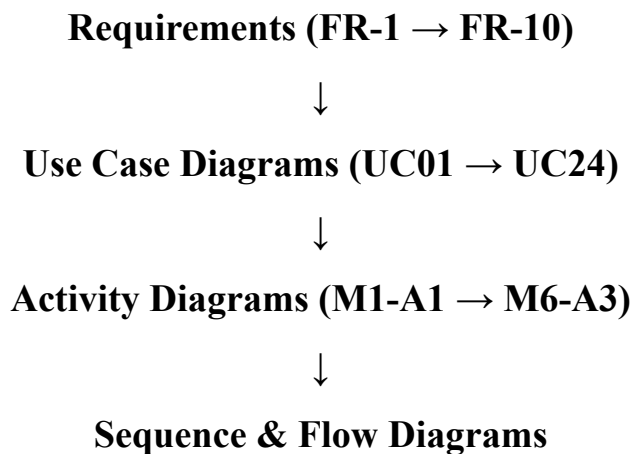 Requirements (FR-1 → FR-10)
↓
Use Case Diagrams (UC01 → UC24)
↓
Activity Diagrams (M1-A1 → M6-A3)
↓
Sequence & Flow Diagrams